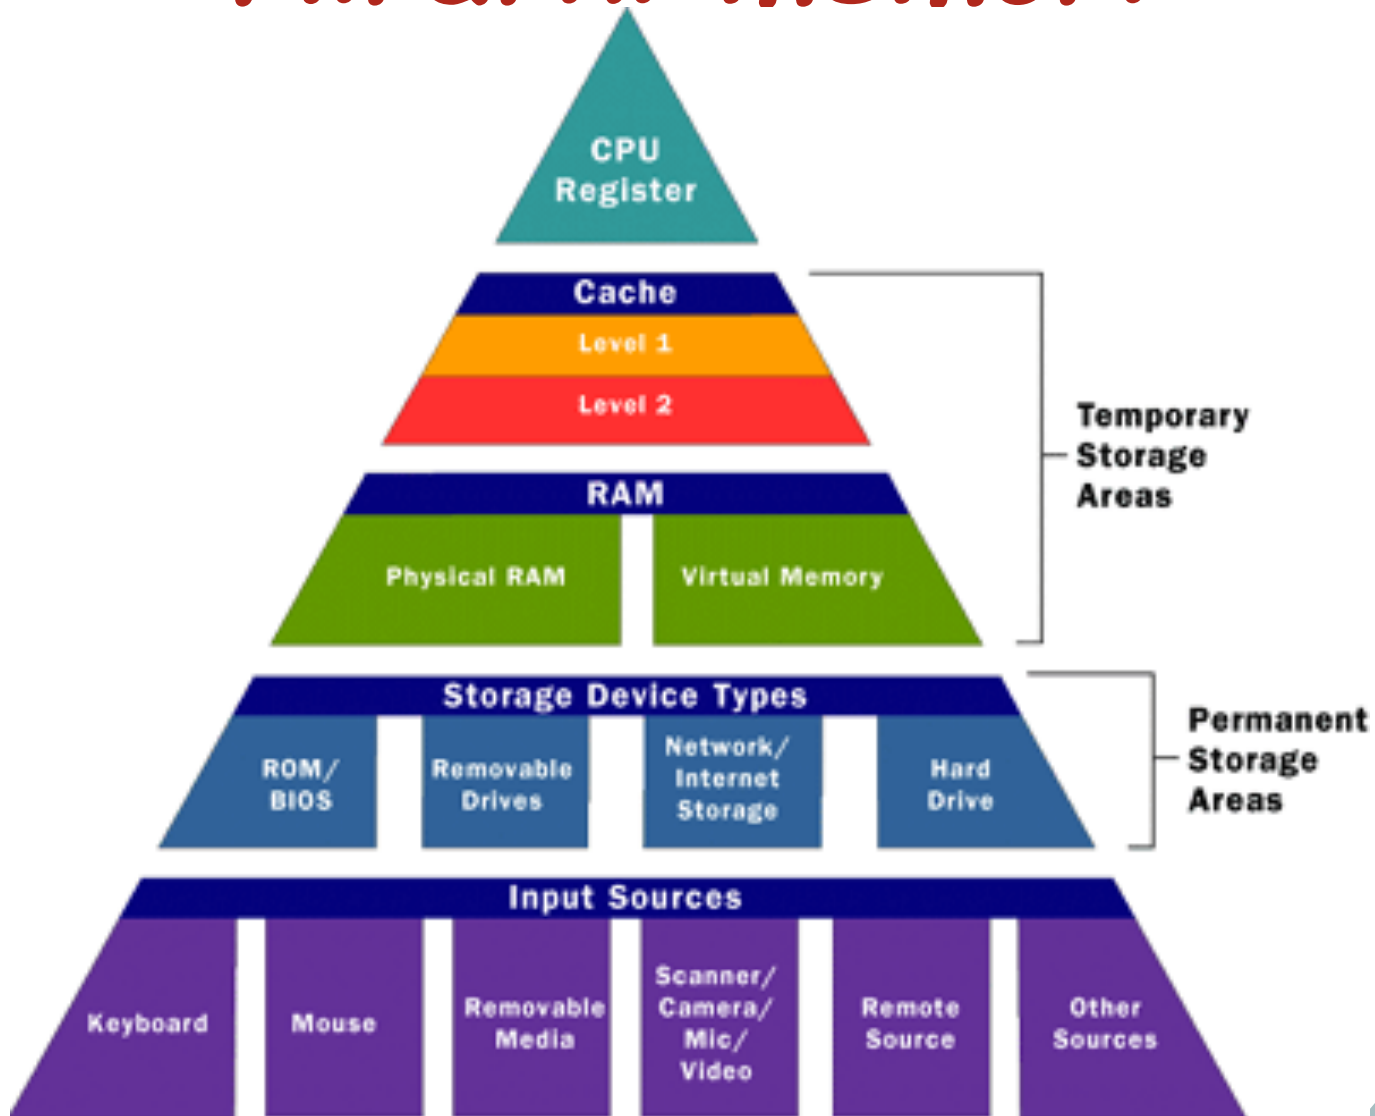 CPU
Register
Cache
Level 1
Level 2
RAM
Physical RAM
Virtual Memory
Temporary
Storage
Areas
Storage Device Types
ROM/
BIOS
Removable
Drives
Network/
Internet
Storage
Hard
Drive
Permanent
Storage
Areas
Input Sources
Keyboard
Mouse
Removable
Media
Scanner/
Camera/
Mic/
Video
Remote
Source
Other
Sources